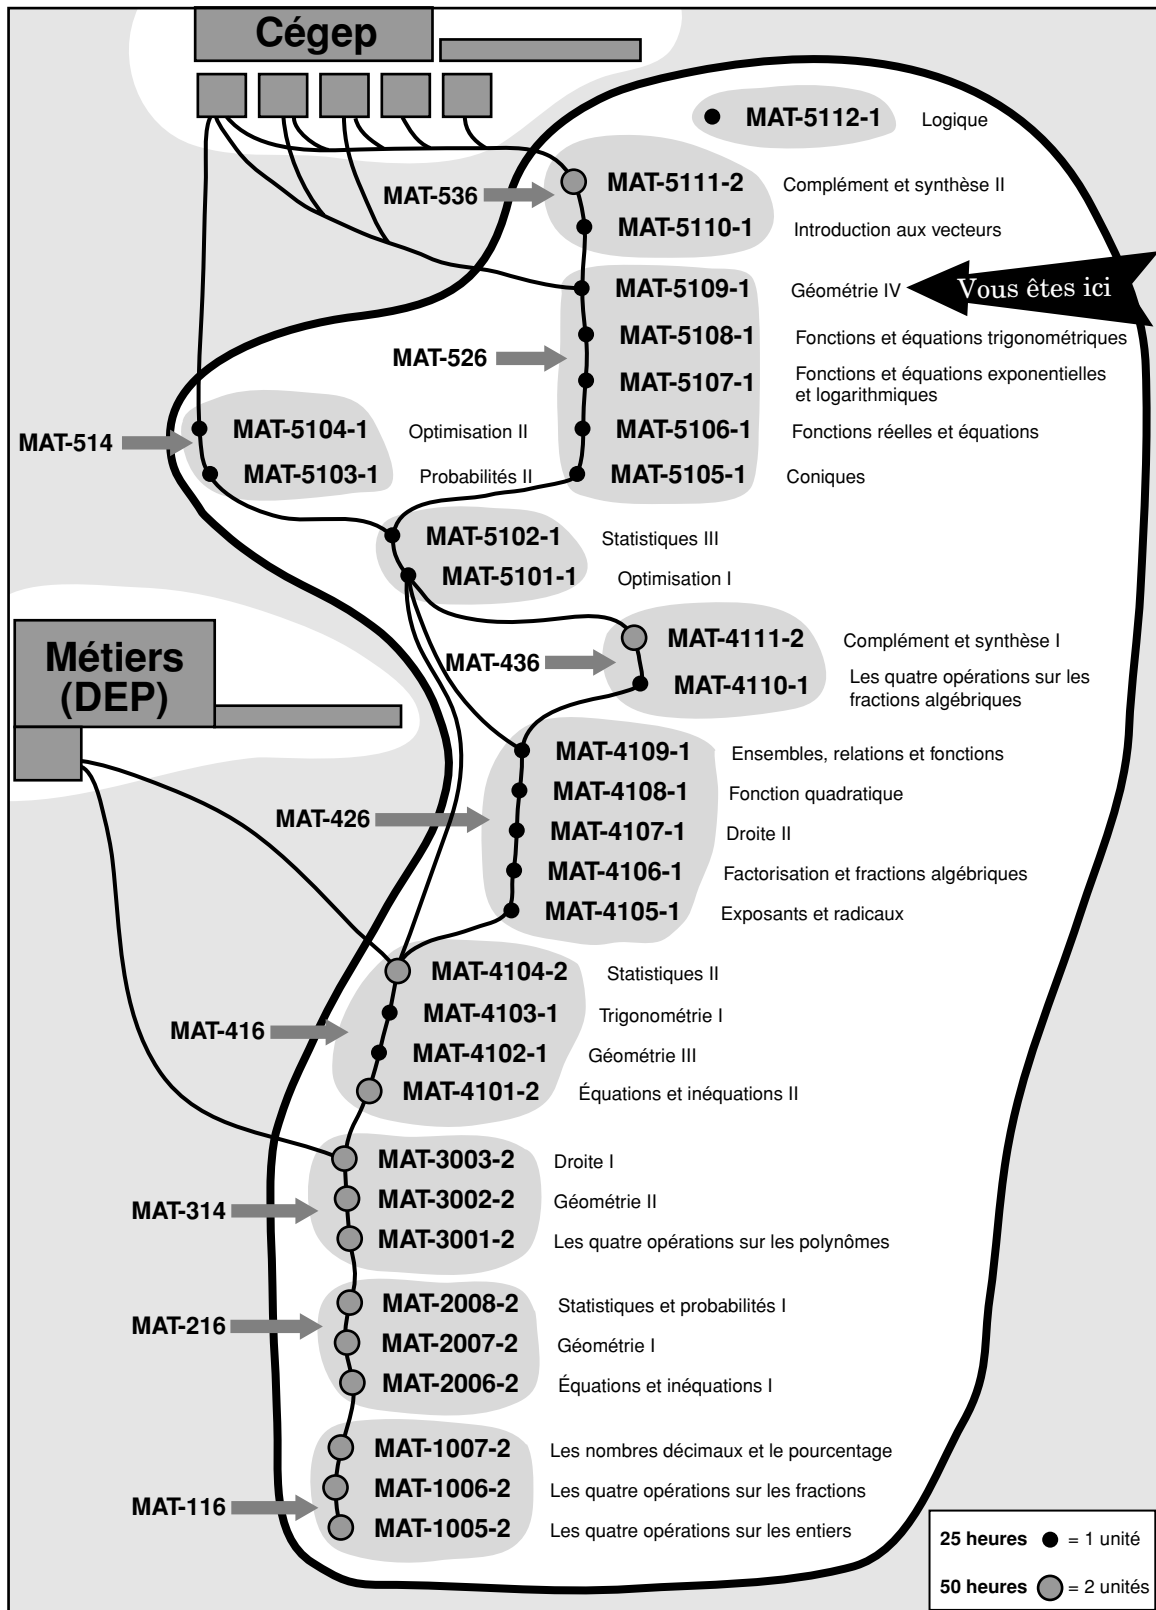 Cégep
MAT-5112-1 Logique
MAT-536
MAT-5111-2 Complément et synthèse II
MAT-5110-1 Introduction aux vecteurs
MAT-5109-1 Géométrie IV
Vous êtes ici
MAT-526
MAT-5108-1 Fonctions et équations trigonométriques
MAT-5107-1 Fonctions et équations exponentielles
et logarithmiques
MAT-5106-1 Fonctions réelles et équations
MAT-5105-1 Coniques
MAT-514
MAT-5104-1 Optimisation II
MAT-5103-1 Probabilités II
MAT-5102-1 Statistiques III
MAT-5101-1 Optimisation I
Métiers
(DEP)
MAT-436
MAT-4111-2 Complément et synthèse I
MAT-4110-1 Les quatre opérations sur les
fractions algébriques
MAT-426
MAT-4109-1 Ensembles, relations et fonctions
MAT-4108-1 Fonction quadratique
MAT-4107-1 Droite II
MAT-4106-1 Factorisation et fractions algébriques
MAT-4105-1 Exposants et radicaux
MAT-416
MAT-4104-2 Statistiques II
MAT-4103-1 Trigonométrie I
MAT-4102-1 Géométrie III
MAT-4101-2 Équations et inéquations II
MAT-314
MAT-3003-2 Droite I
MAT-3002-2 Géométrie II
MAT-3001-2 Les quatre opérations sur les polynômes
MAT-216
MAT-2008-2 Statistiques et probabilités I
MAT-2007-2 Géométrie I
MAT-2006-2 Équations et inéquations I
MAT-116
MAT-1007-2 Les nombres décimaux et le pourcentage
MAT-1006-2 Les quatre opérations sur les fractions
MAT-1005-2 Les quatre opérations sur les entiers
25 heures = 1 unité
50 heures = 2 unités